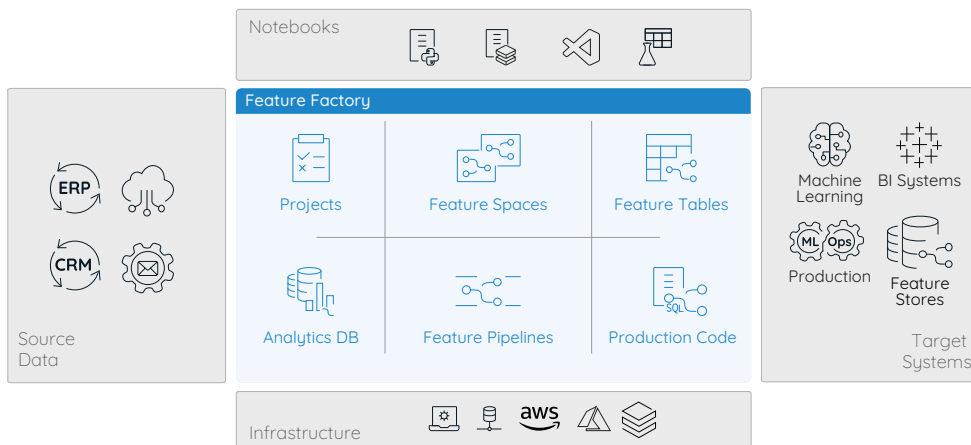 Notebooks
Feature Factory
Projects
Feature Spaces
Feature Tables
Analytics DB
Feature Pipelines
SQL
Production Code
ERP
CRM
Source
Data
Machine
Learning
BI Systems
ML Ops
Production
Feature
Stores
Target
Systems
Infrastructure
aws